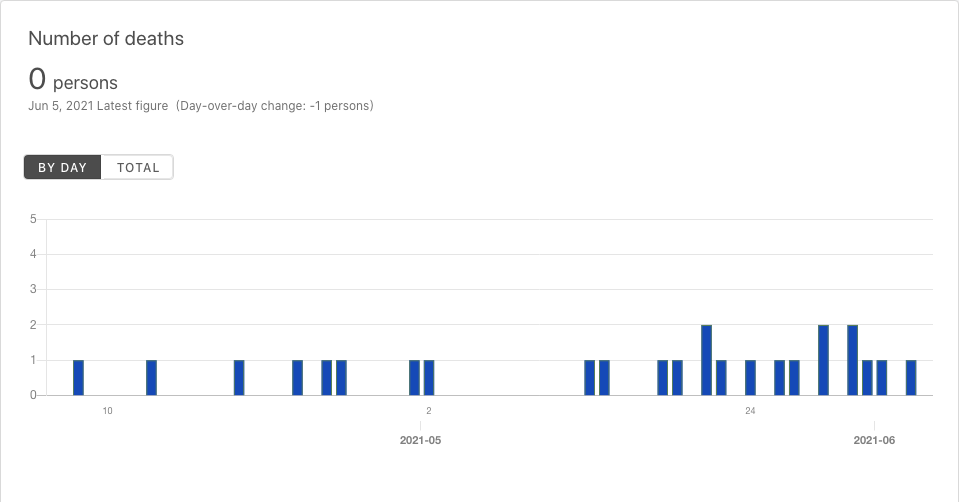 Number of deaths
0 persons
Jun 5, 2021 Latest figure (Day-over-day change: -1 persons)
BY DAY TOTAL
5
4
3
2
1
0
10 2 24
2021-05 2021-06